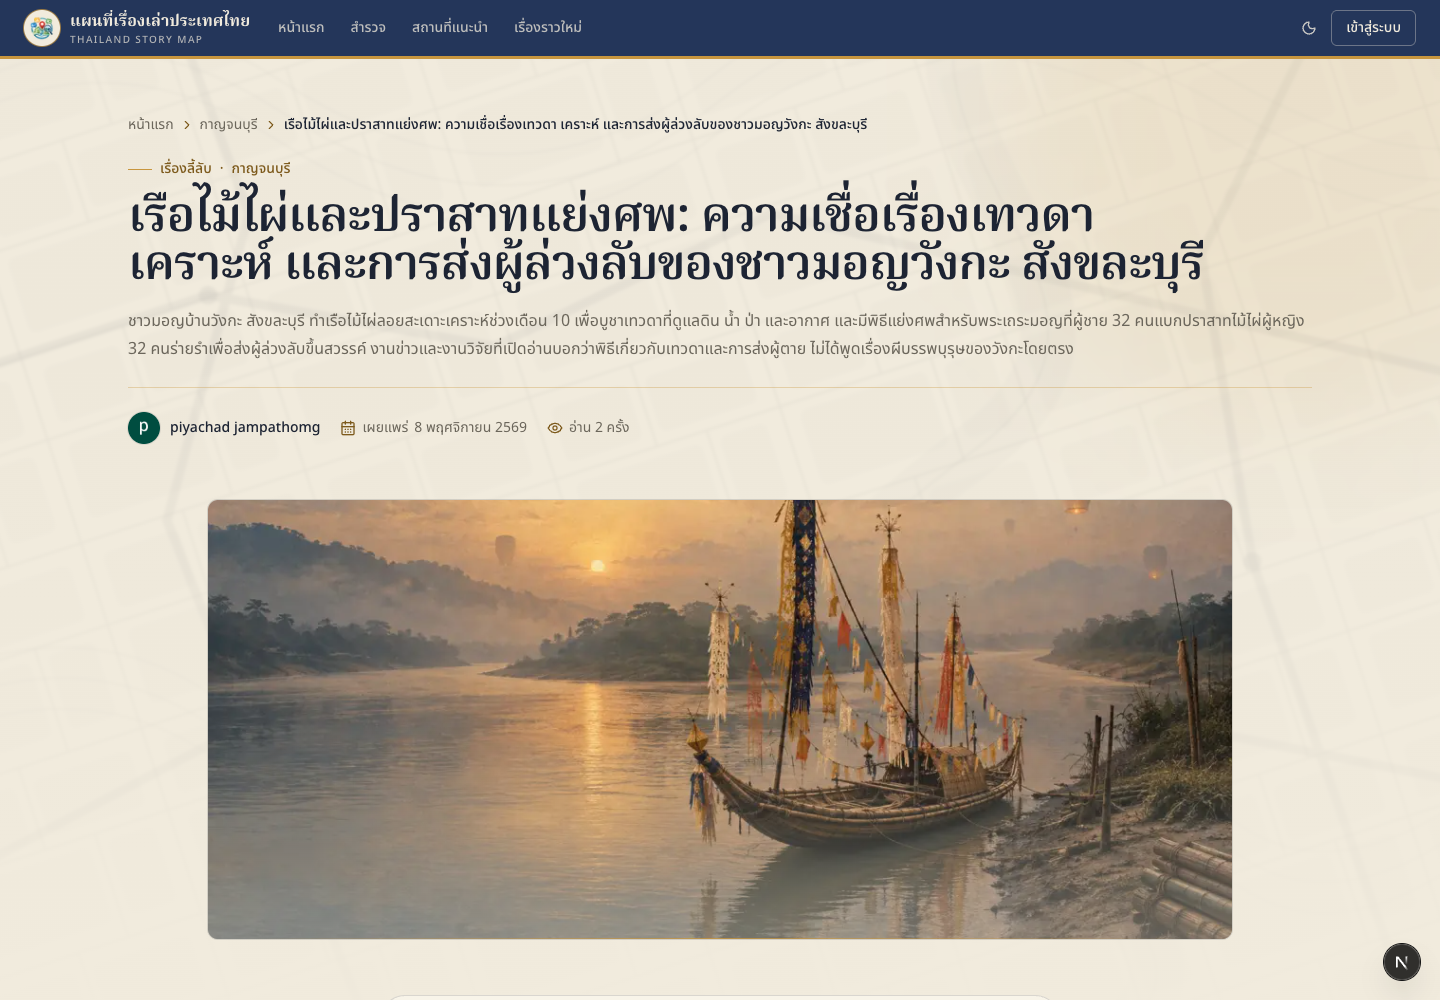 แผนที่เรื่องเล่าประเทศไทย
THAILAND STORY MAP
หน้าแรก
สำรวจ
สถานที่แนะนำ
เรื่องราวใหม่
เข้าสู่ระบบ
หน้าแรก > กาญจนบุรี > เรือไม้ไผ่และปราสาทแย่งศพ: ความเชื่อเรื่องเทวดา เคราะห์ และการส่งผู้ล่วงลับของชาวมอญวังกะ สังขละบุรี
เรื่องลี้ลับ · กาญจนบุรี
เรือไม้ไผ่และปราสาทแย่งศพ: ความเชื่อเรื่องเทวดา
เคราะห์ และการส่งผู้ล่วงลับของชาวมอญวังกะ สังขละบุรี
ชาวมอญบ้านวังกะ สังขละบุรี ทำเรือไม้ไผ่ลอยสะเดาะเคราะห์ช่วงเดือน 10 เพื่อบูชาเทวดาที่ดูแลดิน น้ำ ป่า และอากาศ และมีพิธีแย่งศพสำหรับพระเถระมอญที่ผู้ชาย 32 คนแบกปราสาทไม้ไผ่ผู้หญิง
32 คนร่ายรำเพื่อส่งผู้ล่วงลับขึ้นสวรรค์ งานข่าวและงานวิจัยที่เปิดอ่านบอกว่าพิธีเกี่ยวกับเทวดาและการส่งผู้ตาย ไม่ได้พูดเรื่องผีบรรพบุรุษของวังกะโดยตรง
p
piyachad jampathomg
เผยแพร่ 8 พฤศจิกายน 2569
อ่าน 2 ครั้ง
N